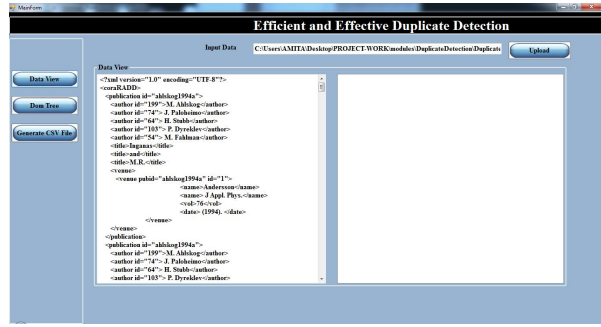 MainForm
Efficient and Effective Duplicate Detection
Input Data
C:\Users\AMITA\Desktop\PROJECT-WORK\modules\DuplicateDetection\Duplicate
Upload
Data View
Dom Tree
Generate CSV File
Data View
<?xml version="1.0" encoding="UTF-8"?>
<coraRADD>
<publication id="ahlskog1994a">
<author id="199">M. Ahlskog</author>
<author id="74"> J. Paloheimo</author>
<author id="64"> H. Stubb</author>
<author id="103"> P. Dyreklev</author>
<author id="54"> M. Fahlman</author>
<title>Inganas</title>
<title>and</title>
<title>M.R.</title>
<venue>
<venue pubid="ahlskog1994a" id="1">
<name>Andersson</name>
<name> J Appl. Phys.</name>
<vol>76</vol>
<date> (1994). </date>
</venue>
</venue>
</publication>
<publication id="ahlskog1994a">
<author id="199">M. Ahlskog</author>
<author id="74"> J. Paloheimo</author>
<author id="64"> H. Stubb</author>
<author id="103"> P. Dyreklev</author>